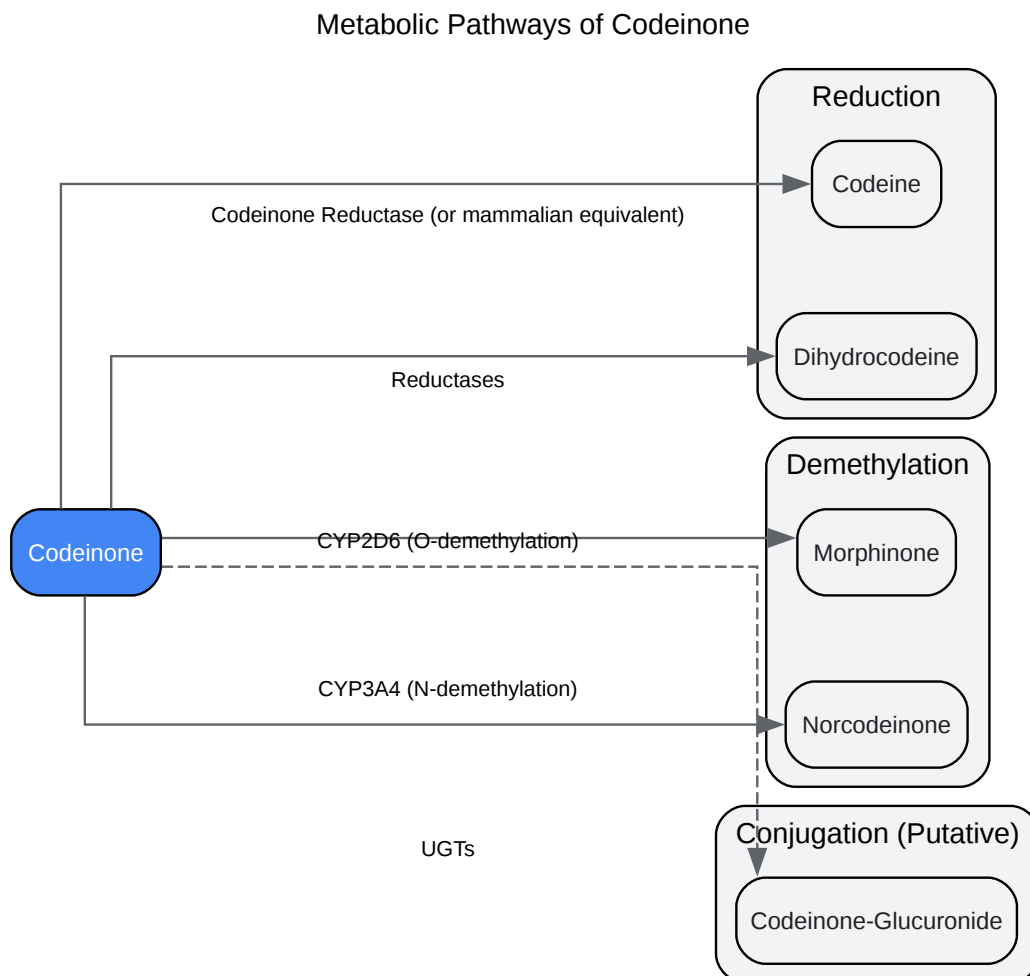 Metabolic Pathways of Codeinone
Reduction
Codeine
Codeinone Reductase (or mammalian equivalent)
Dihydrocodeine
Reductases
Demethylation
Codeinone
CYP2D6 (O-demethylation)
Morphinone
CYP3A4 (N-demethylation)
Norcodeinone
Conjugation (Putative)
UGTs
Codeinone-Glucuronide